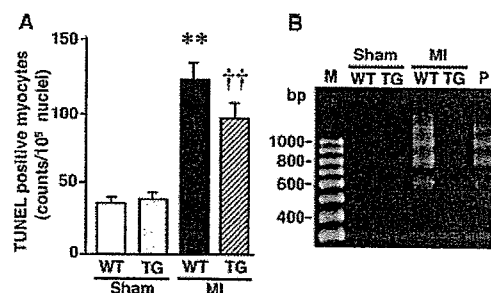 A
TUNEL positive myocytes
(counts/10⁵ nuclei)
150
100
50
0
**
††
WT TG WT TG
Sham MI
B
Sham MI
M WT TG WT TG P
bp
1000-
800-
600-
400-